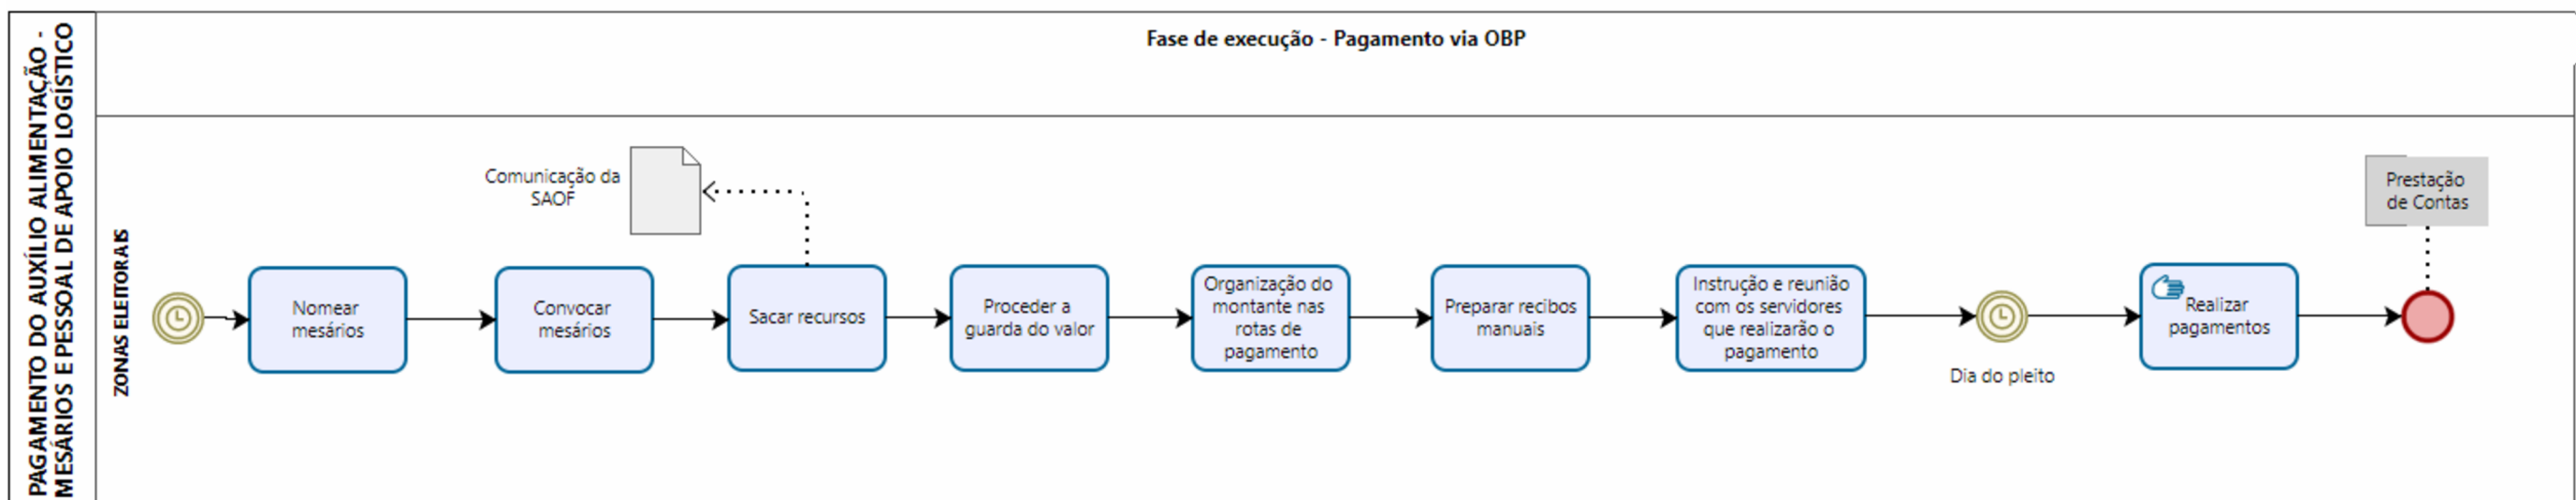 PAGAMENTO DO AUXÍLIO ALIMENTAÇÃO -
MESÁRIOS E PESSOAL DE APOIO LOGÍSTICO
Fase de execução - Pagamento via OBP
ZONAS ELEITORAIS
Comunicação da
SAOF
Nomear
mesários
Convocar
mesários
Sacar recursos
Proceder a
guarda do valor
Organização do
montante nas
rotas de
pagamento
Preparar recibos
manuais
Instrução e reunião
com os servidores
que realizarão o
pagamento
Dia do pleito
Realizar
pagamentos
Prestação
de Contas